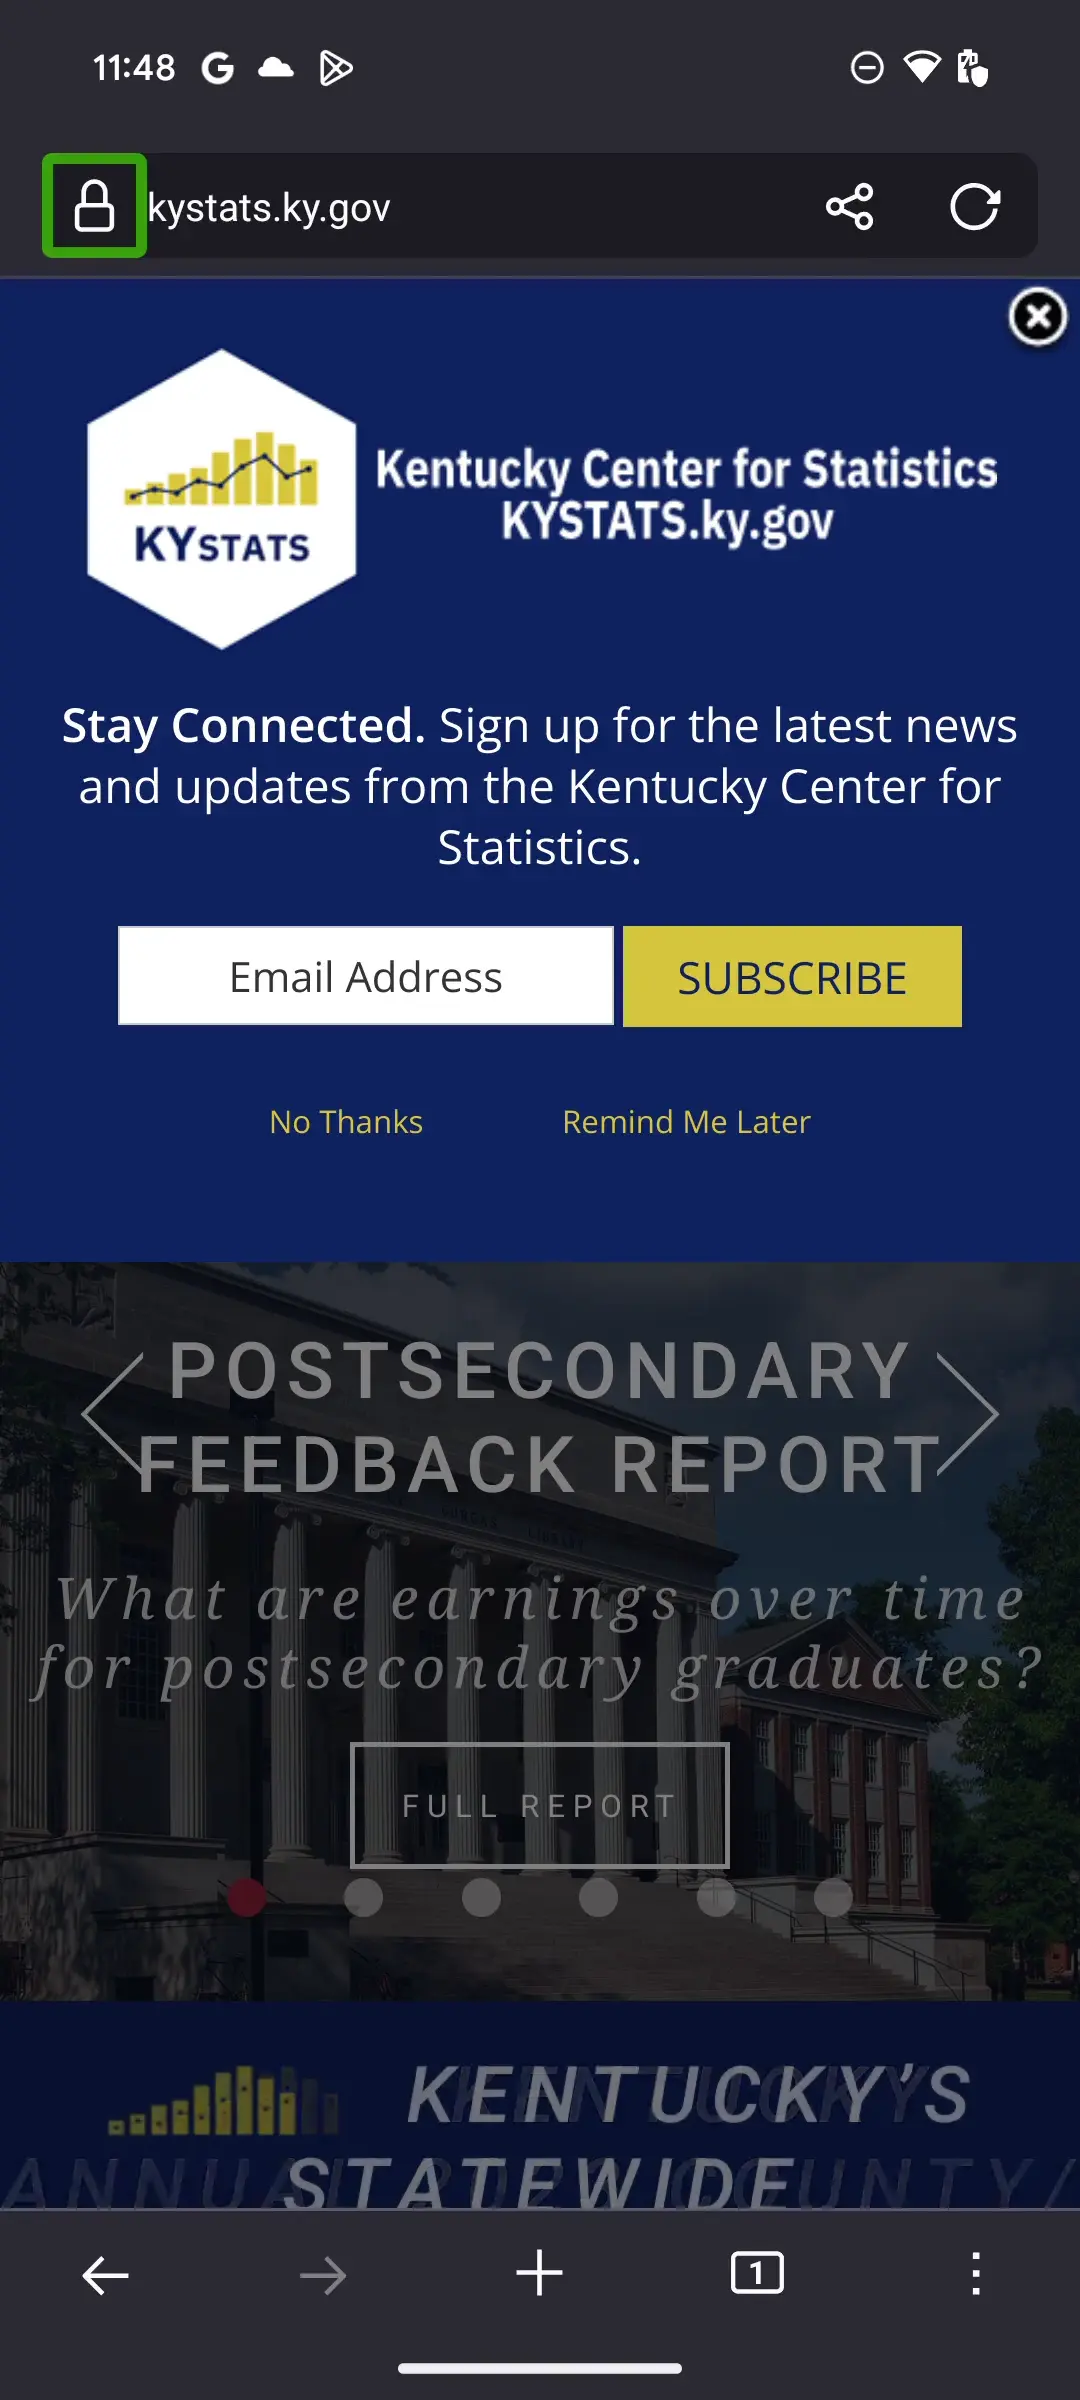 11:48
kystats.ky.gov
KYSTATS
Kentucky Center for Statistics
KYSTATS.ky.gov
Stay Connected. Sign up for the latest news
and updates from the Kentucky Center for
Statistics.
Email Address
SUBSCRIBE
No Thanks
Remind Me Later
POSTSECONDARY
FEEDBACK REPORT
What are earnings over time
for postsecondary graduates?
FULL REPORT
KENTUCKY'S
STATEWIDE
1